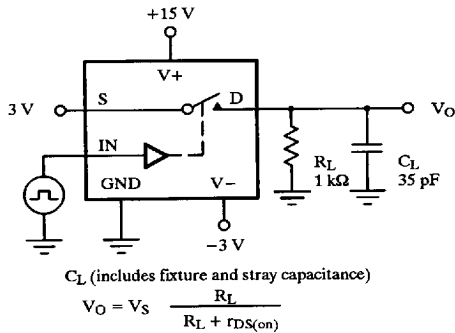 +15 V
V+
3 V
S
D
VO
IN
RL
1 kΩ
CL
35 pF
GND
V−
−3 V
CL (includes fixture and stray capacitance)
VO = VS RL
RL + rDS(on)